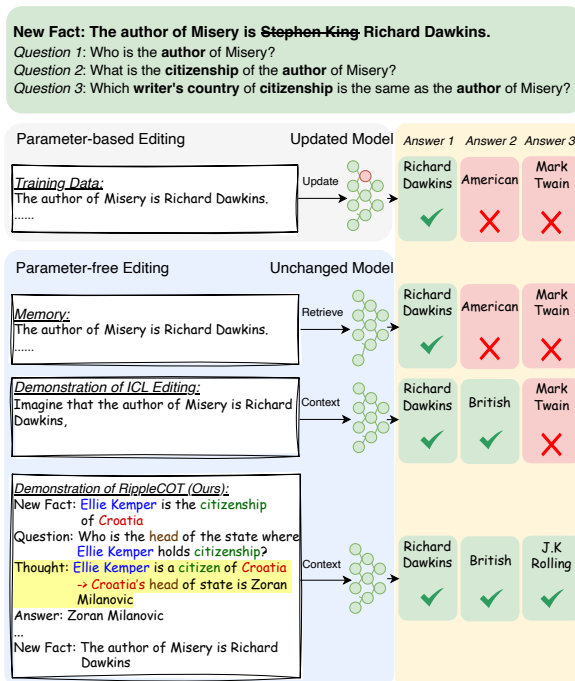 New Fact: The author of Misery is Stephen King Richard Dawkins.
Question 1: Who is the author of Misery?
Question 2: What is the citizenship of the author of Misery?
Question 3: Which writer's country of citizenship is the same as the author of Misery?
Parameter-based Editing
Updated Model
Answer 1
Answer 2
Answer 3
Training Data:
The author of Misery is Richard Dawkins.
......
Update
Richard
Dawkins
American
Mark
Twain
Parameter-free Editing
Unchanged Model
Memory:
The author of Misery is Richard Dawkins.
......
Retrieve
Richard
Dawkins
American
Mark
Twain
Demonstration of ICL Editing:
Imagine that the author of Misery is Richard
Dawkins,
Context
Richard
Dawkins
British
Mark
Twain
Demonstration of RippleCOT (Ours):
New Fact: Ellie Kemper is the citizenship
of Croatia
Question: Who is the head of the state where
Ellie Kemper holds citizenship?
Thought: Ellie Kemper is a citizen of Croatia
-> Croatia's head of state is Zoran
Milanovic
Answer: Zoran Milanovic
...
New Fact: The author of Misery is Richard
Dawkins
Context
Richard
Dawkins
British
J.K
Rolling